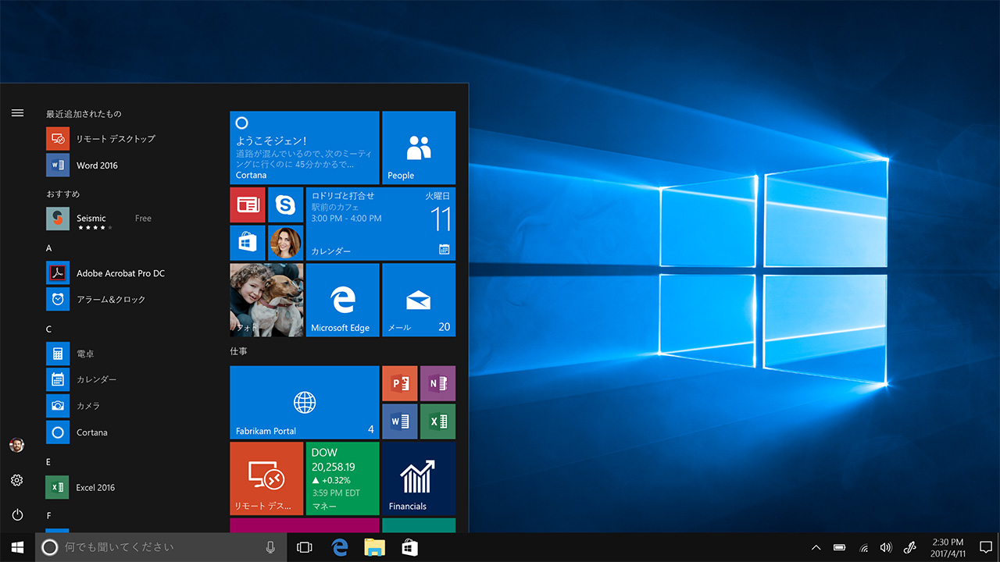 最近追加されたもの
リモート デスクトップ
Word 2016
おすすめ
Seismic
Free
A
Adobe Acrobat Pro DC
アラーム&クロック
C
電卓
カレンダー
カメラ
Cortana
E
Excel 2016
F
ようこそジェン!
道路が混んでいるので、次のミーティ
ングに行くのに 45分かかるで...
Cortana
People
ロドリゴと打合せ
駅前のカフェ
3:00 PM - 4:00 PM
火曜日
11
カレンダー
フォト
Microsoft Edge
メール
20
仕事
Fabrikam Portal
4
リモート デス...
DOW
20,258.19
▲ +0.32%
3:59 PM EDT
マネー
Financials
何でも聞いてください
2:30 PM
2017/4/11